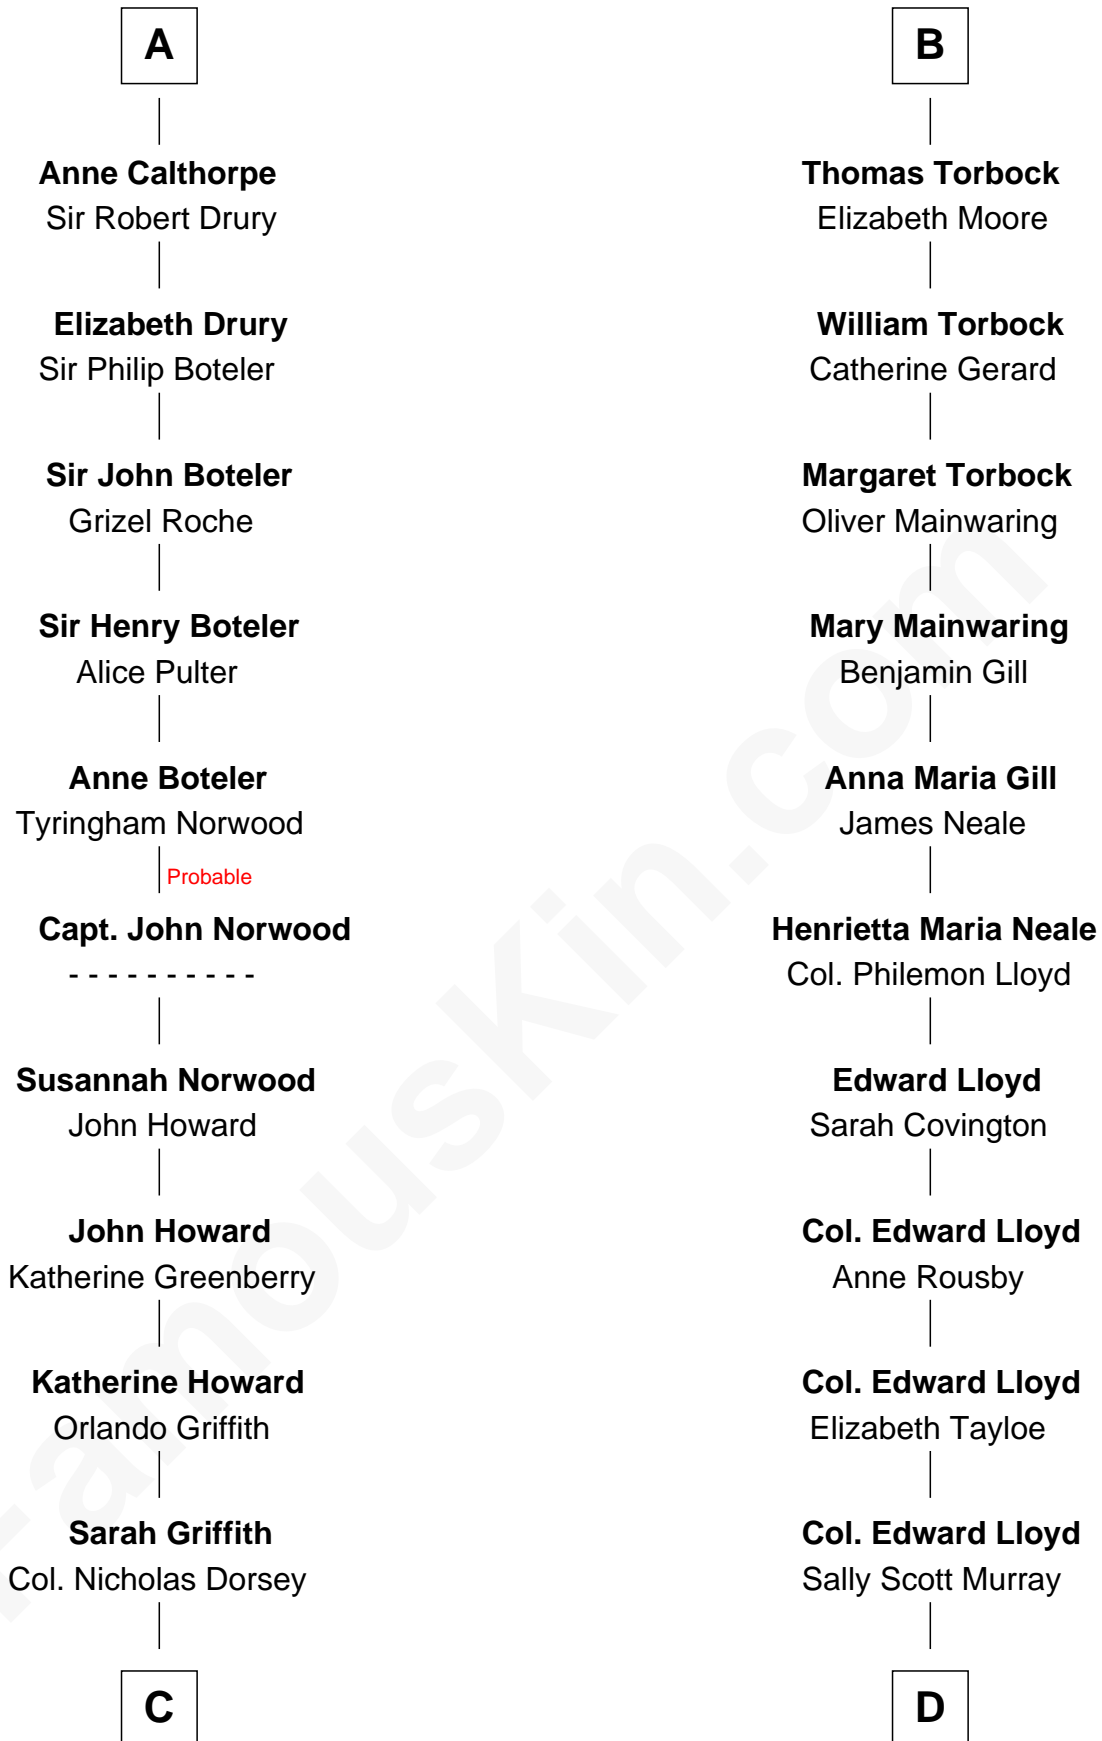 A
Anne Calthorpe
Sir Robert Drury
Elizabeth Drury
Sir Philip Boteler
Sir John Boteler
Grizel Roche
Sir Henry Boteler
Alice Pulter
Anne Boteler
Tyringham Norwood
Probable
Capt. John Norwood
- - - - - - - - - -
Susannah Norwood
John Howard
John Howard
Katherine Greenberry
Katherine Howard
Orlando Griffith
Sarah Griffith
Col. Nicholas Dorsey
C
B
Thomas Torbock
Elizabeth Moore
William Torbock
Catherine Gerard
Margaret Torbock
Oliver Mainwaring
Mary Mainwaring
Benjamin Gill
Anna Maria Gill
James Neale
Henrietta Maria Neale
Col. Philemon Lloyd
Edward Lloyd
Sarah Covington
Col. Edward Lloyd
Anne Rousby
Col. Edward Lloyd
Elizabeth Tayloe
Col. Edward Lloyd
Sally Scott Murray
D
FamousKin.com